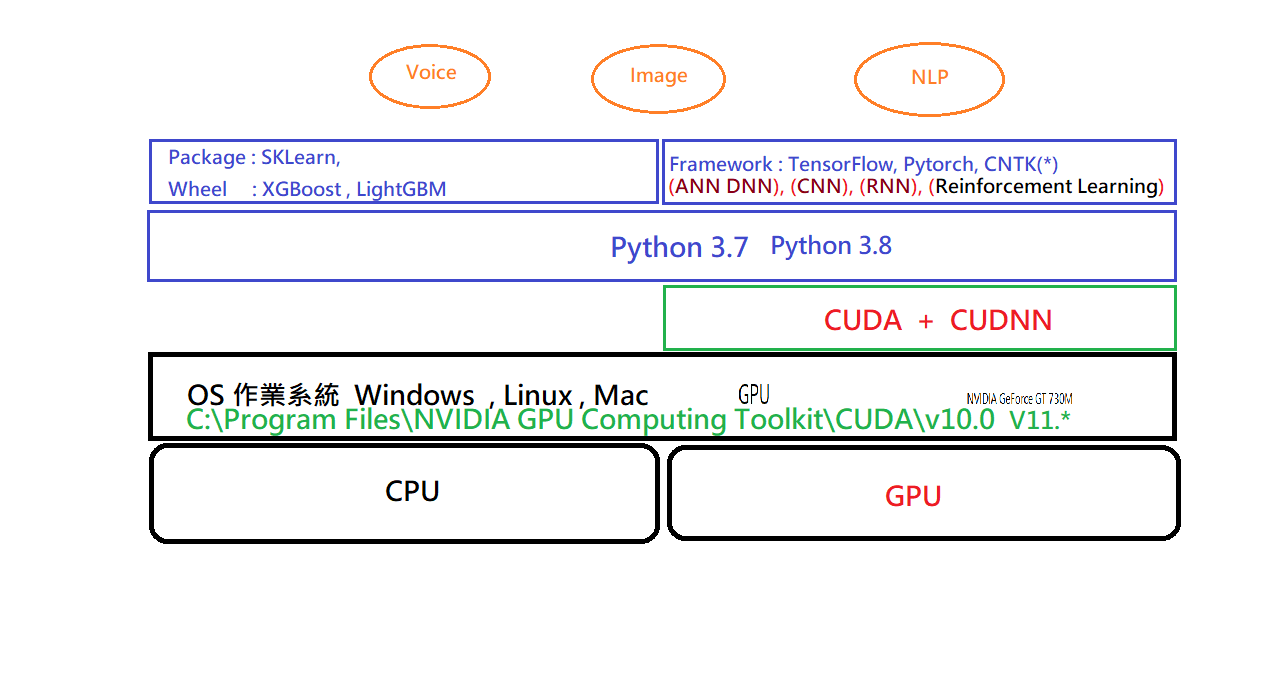 Voice
Image
NLP
Package : SKLearn,
Wheel : XGBoost , LightGBM
Framework : TensorFlow, Pytorch, CNTK(*)
(ANN DNN), (CNN), (RNN), (Reinforcement Learning)
Python 3.7 Python 3.8
CUDA + CUDNN
OS 作業系統 Windows , Linux , Mac GPU NVIDIA GeForce GT 730M
C:\Program Files\NVIDIA GPU Computing Toolkit\CUDA\v10.0 V11.*
CPU
GPU